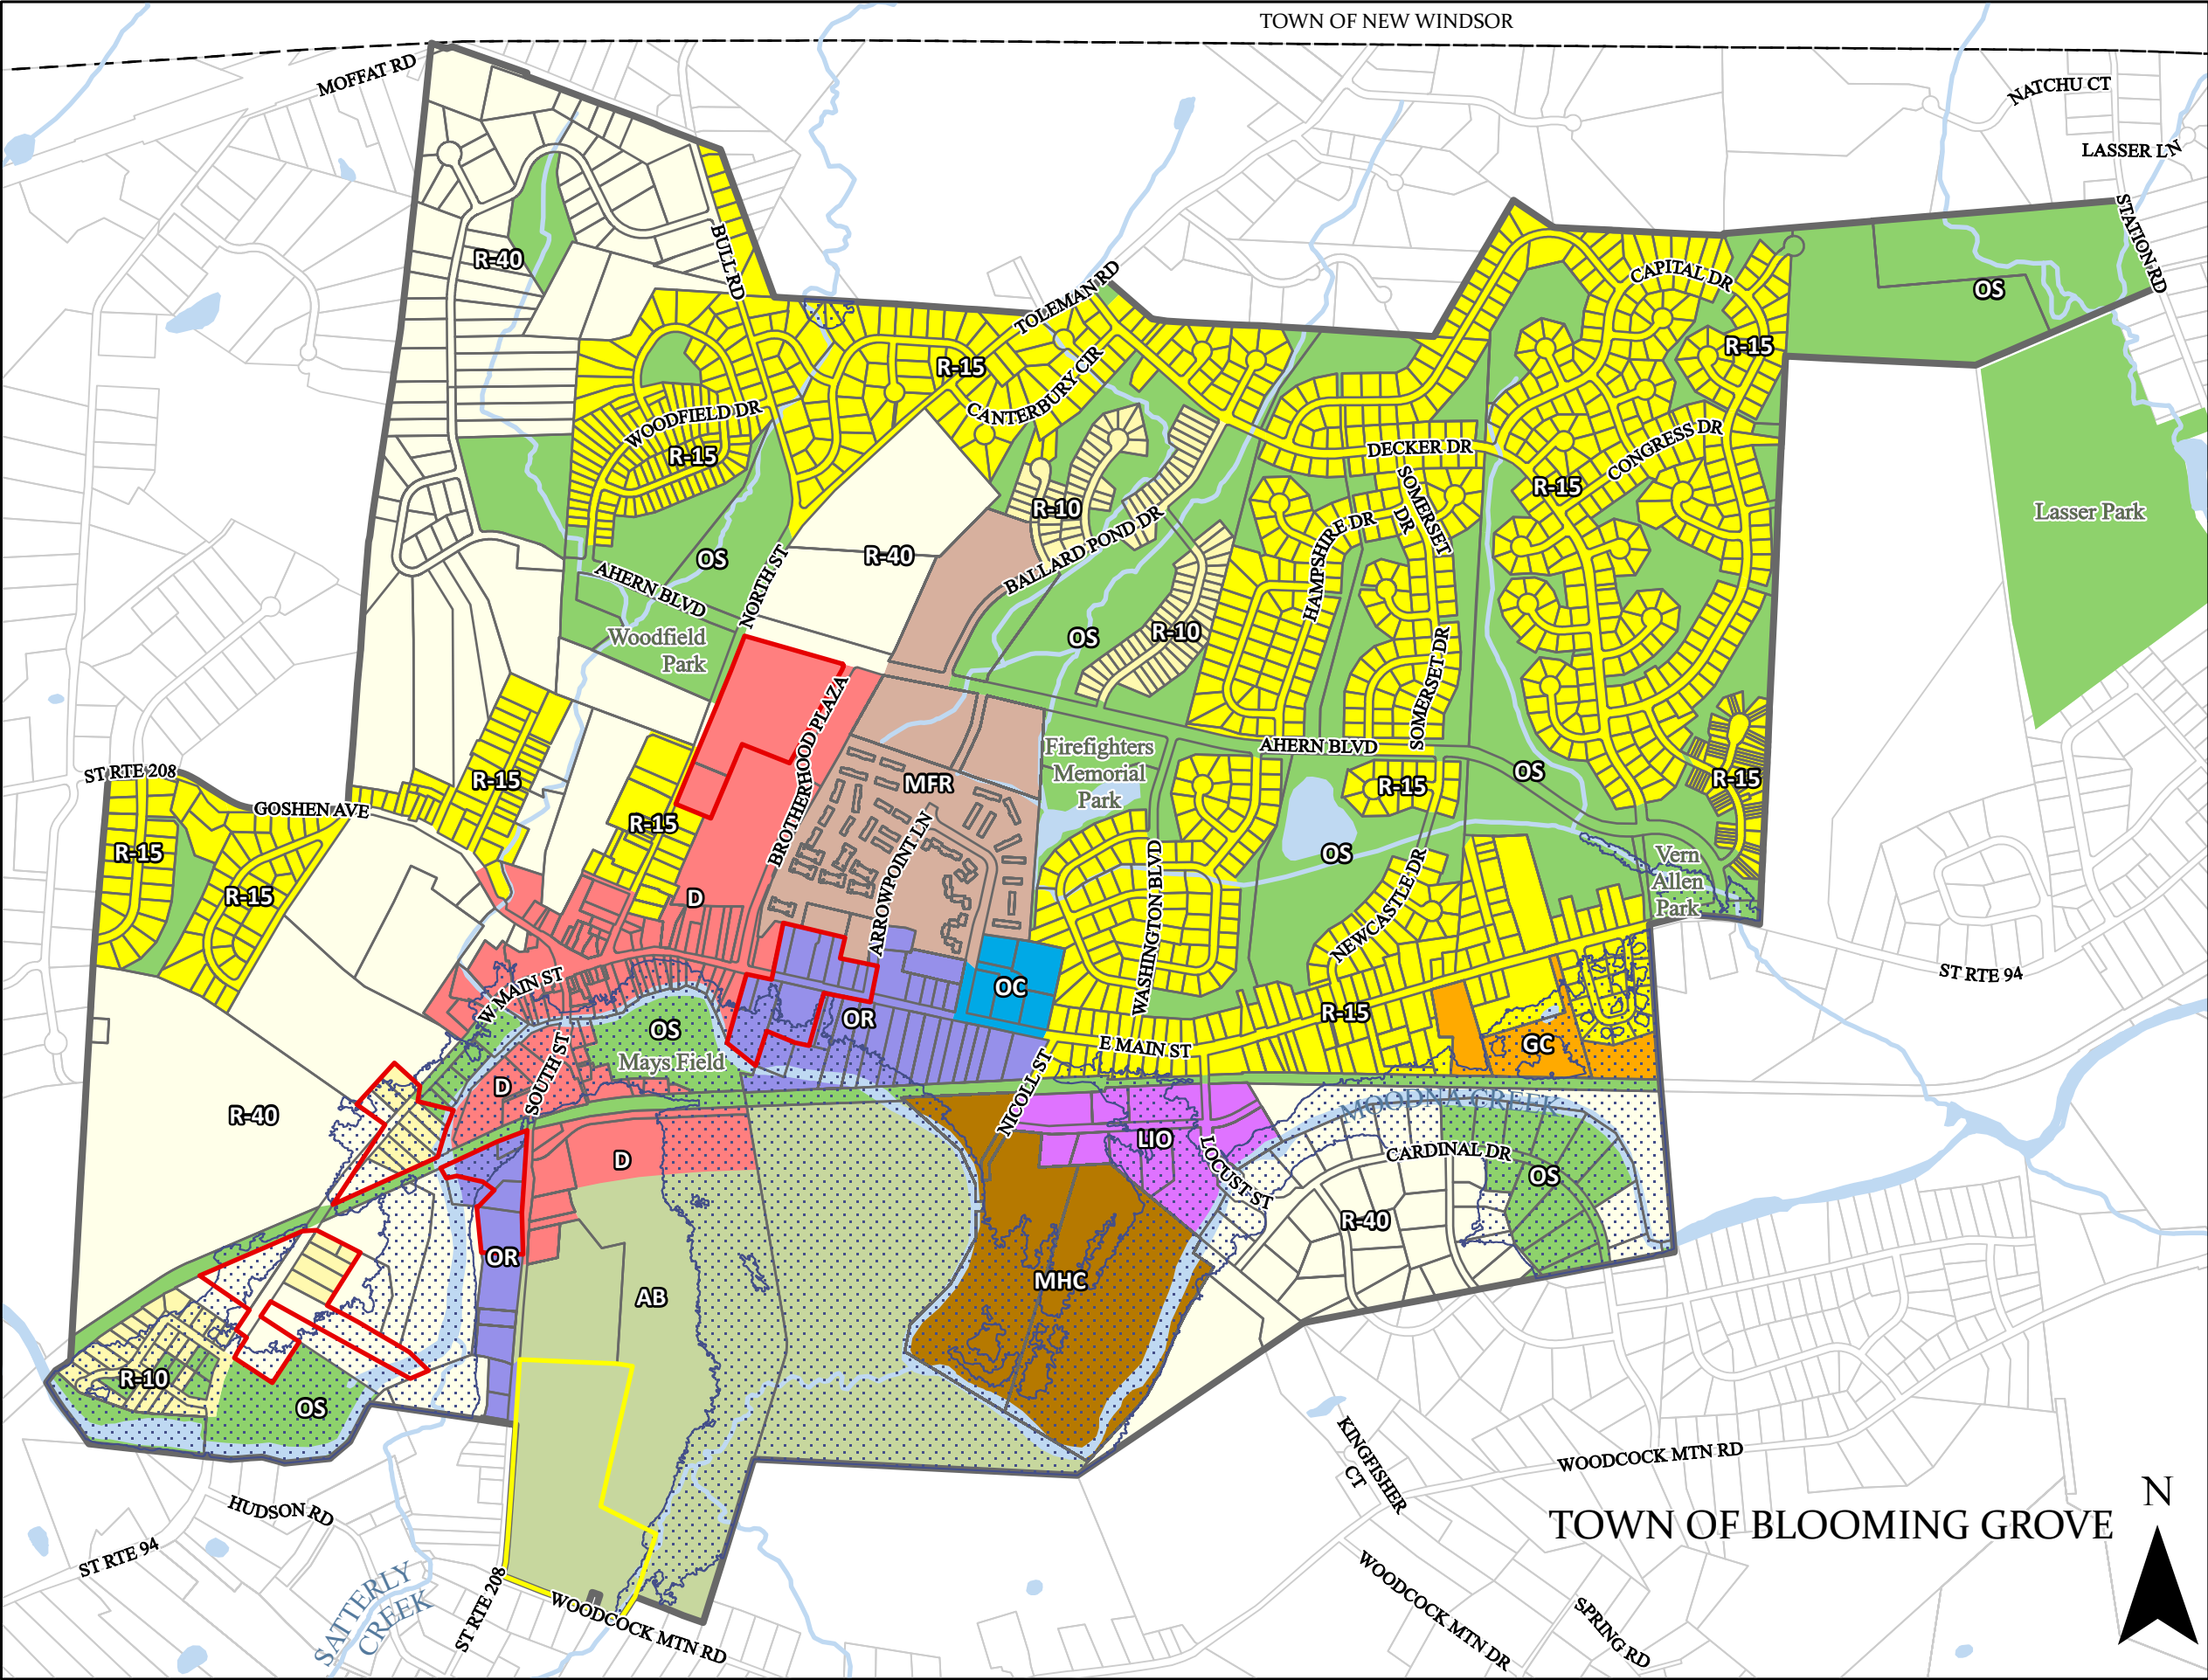 TOWN OF NEW WINDSOR
MOFFAT RD
NATCHU CT
LASSER LN
STATION RD
BULL RD
R-40
CAPITAL DR
OS
TOLEMAN RD
R-15
R-15
CANTERBURY CIR
WOODFIELD DR
R-15
DECKER DR
CONGRESS DR
SOMERSET
DR
R-15
R-10
Lasser Park
HAMPSHIRE DR
BALLARD POND DR
OS
R-40
NORTH ST
AHERN BLVD
Woodfield
Park
OS
R-10
SOMERSET DR
BROTHERHOOD PLAZA
Firefighters
Memorial
Park
AHERN BLVD
ST RTE 208
GOSHEN AVE
R-15
MFR
R-15
OS
R-15
R-15
R-15
R-15
D
ARROWPOINT LN
WASHINGTON BLVD
OS
NEWCASTLE DR
Vern
Allen
Park
ST RTE 94
W MAIN ST
OC
OR
OS
Mays Field
R-15
E MAIN ST
GC
NICOLL ST
SOUTH ST
D
R-40
MOODNA CREEK
LIO
LOCUST ST
CARDINAL DR
OS
D
R-40
OR
AB
MHC
R-10
OS
KINGFISHER
CT
WOODCOCK MTN RD
HUDSON RD
ST RTE 94
SATTERLY
CREEK
ST RTE 208
WOODCOCK MTN RD
WOODCOCK MTN DR
SPRING RD
TOWN OF BLOOMING GROVE
N